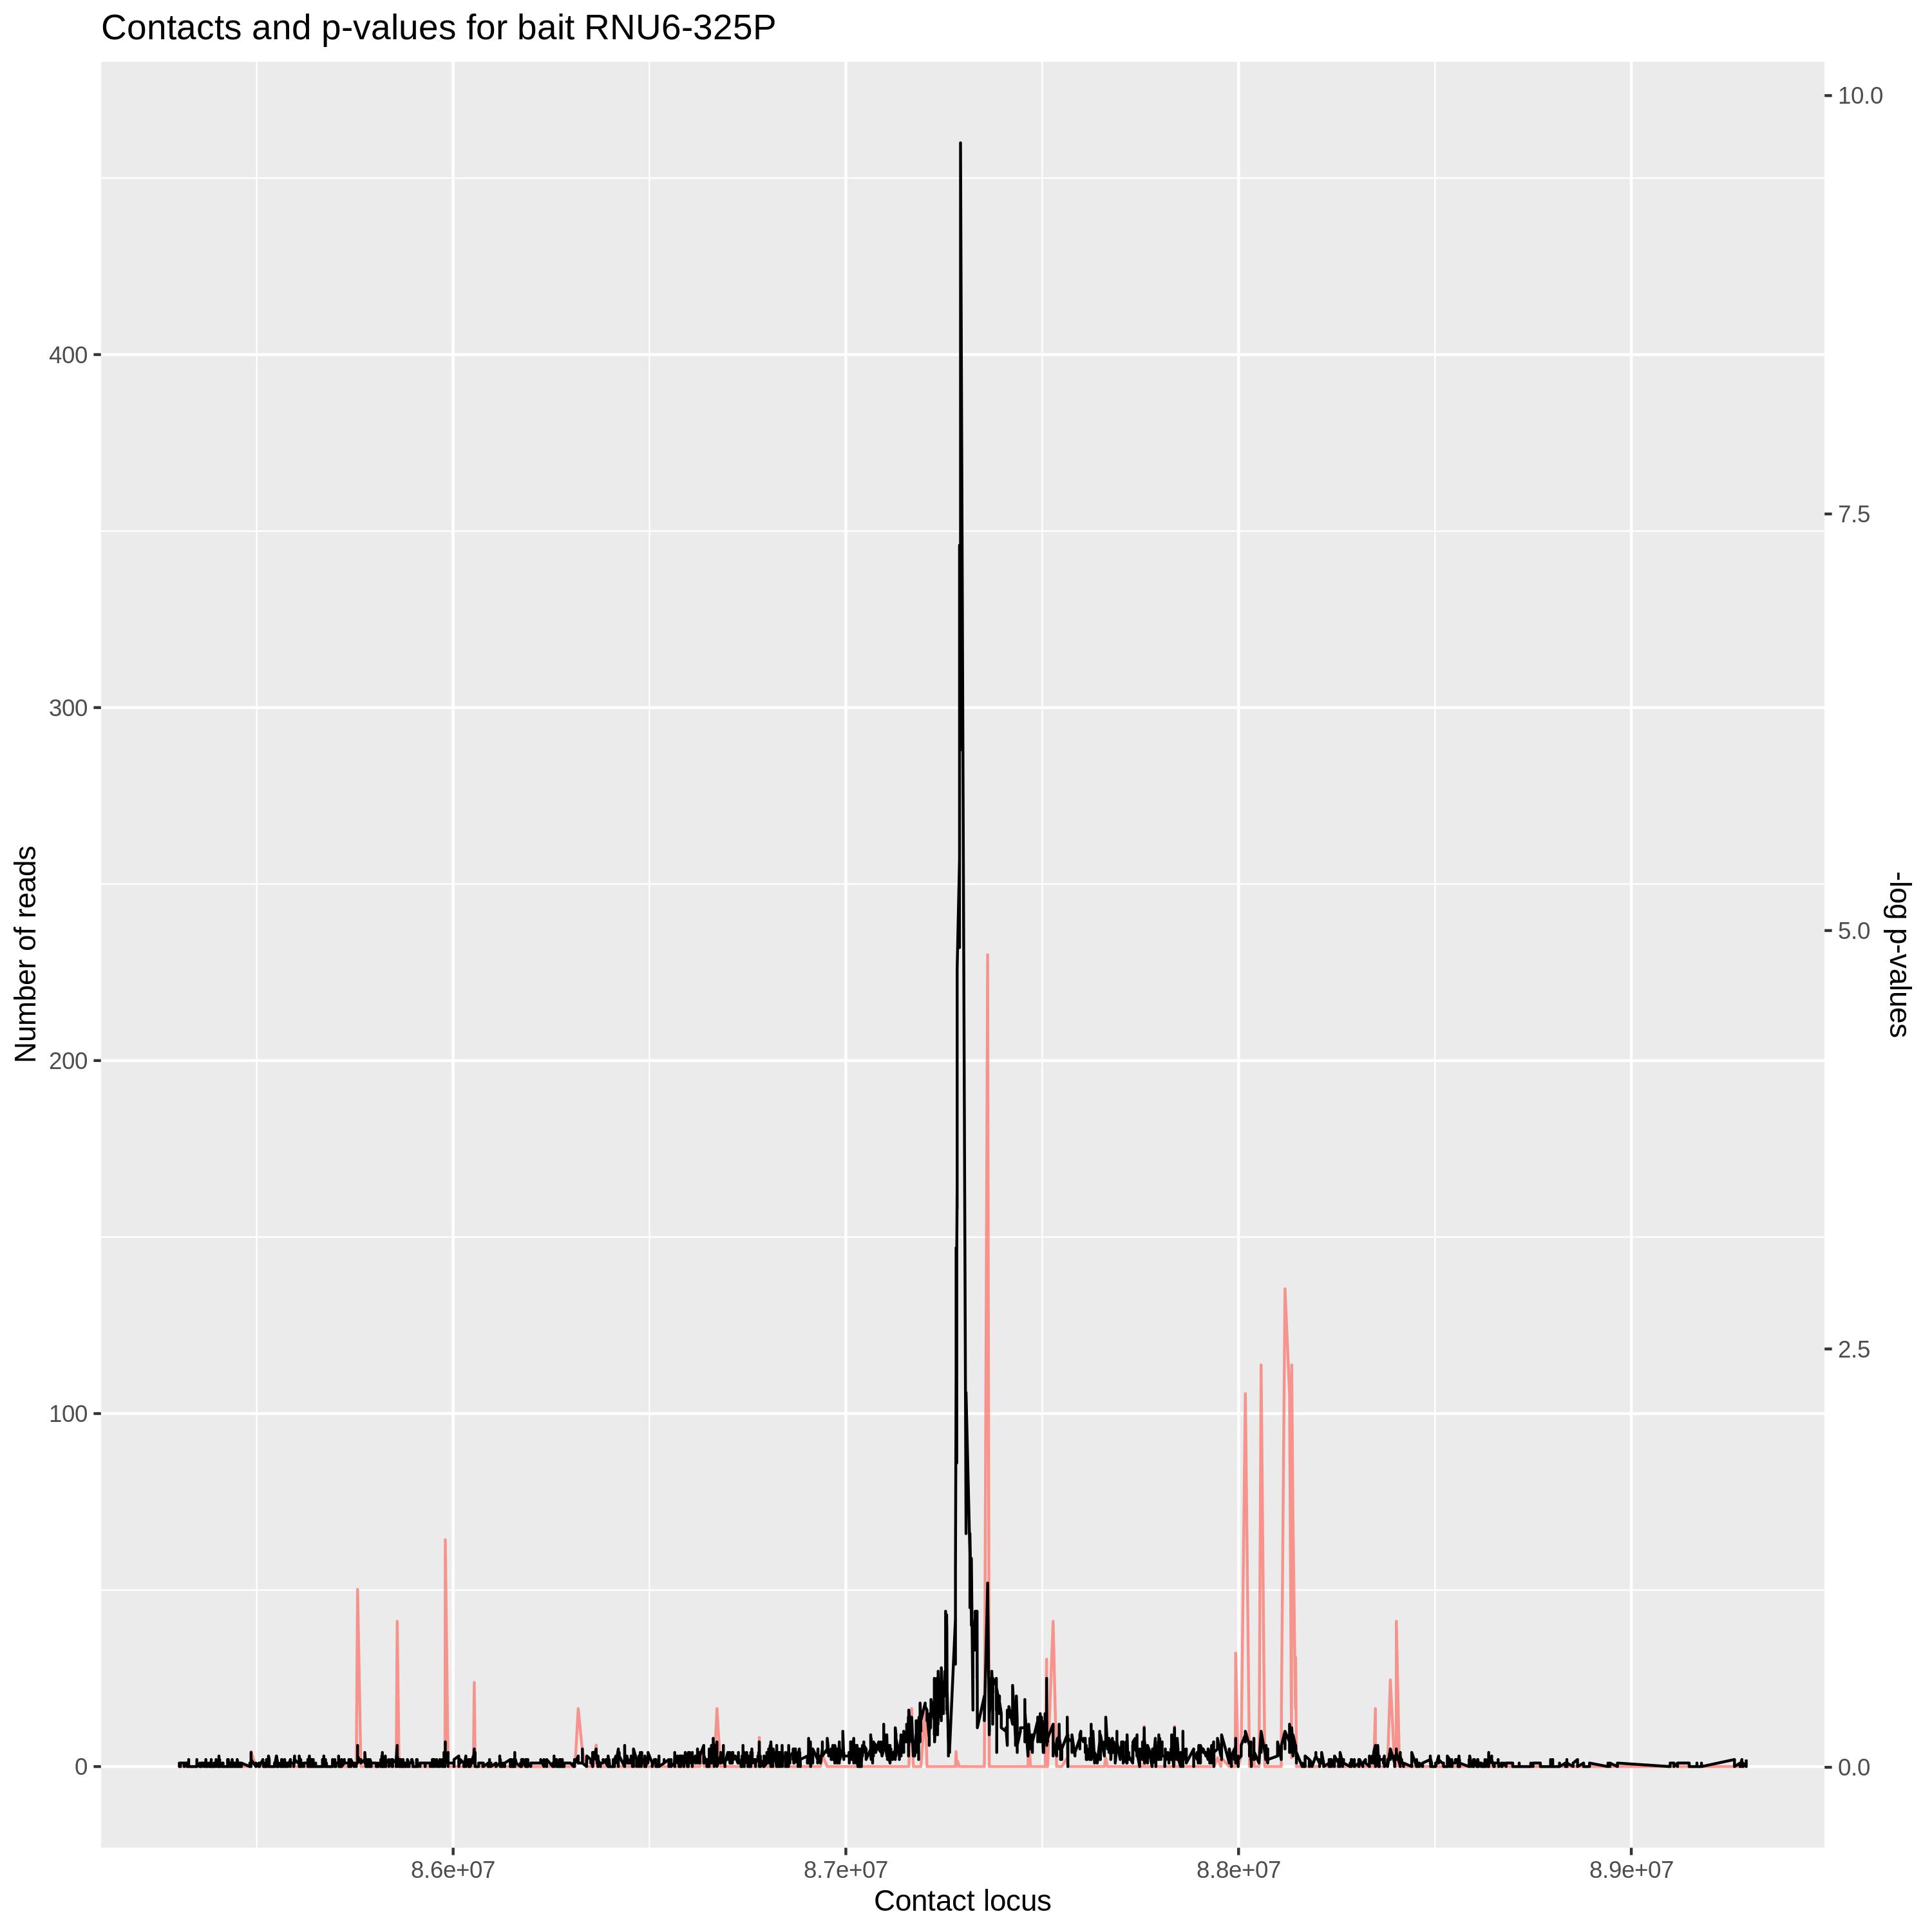 Contacts and p-values for bait RNU6-325P
10.0
400
7.5
300
Number of reads
5.0
-log p-values
200
2.5
100
0
0.0
8.6e+07 8.7e+07 8.8e+07 8.9e+07
Contact locus